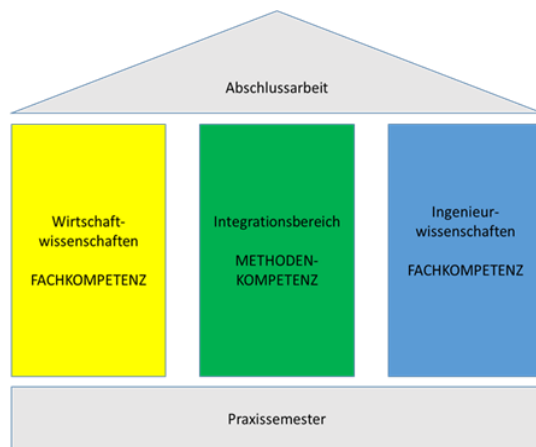 Abschlussarbeit
Wirtschaft-
wissenschaften
FACHKOMPETENZ
Integrationsbereich
METHODEN-
KOMPETENZ
Ingenieur-
wissenschaften
FACHKOMPETENZ
Praxissemester